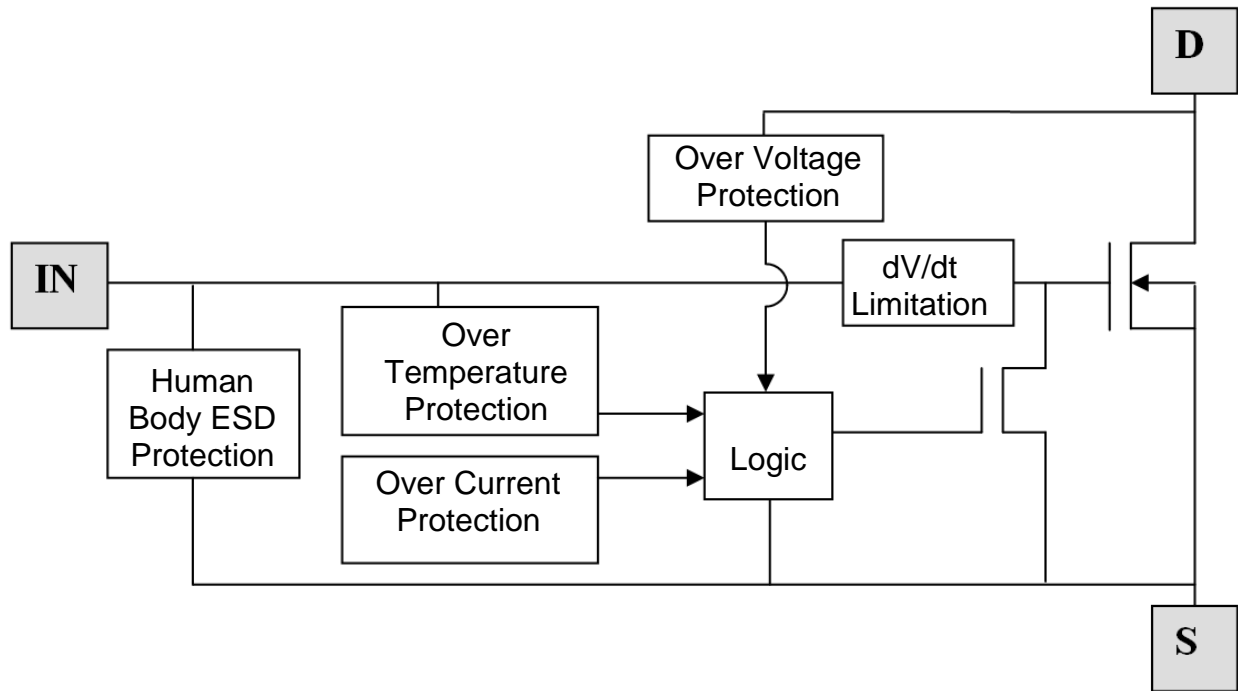 D
Over Voltage
Protection
IN
dV/dt
Limitation
Over
Temperature
Protection
Human
Body ESD
Protection
Logic
Over Current
Protection
S